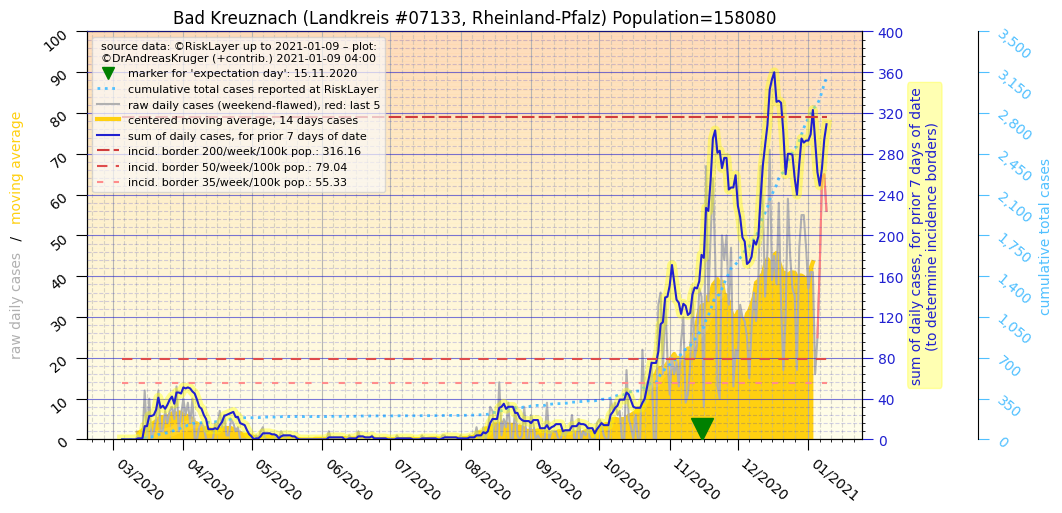 Bad Kreuznach (Landkreis #07133, Rheinland-Pfalz) Population=158080
source data: ©RiskLayer up to 2021-01-09 – plot:
©DrAndreasKruger (+contrib.) 2021-01-09 04:00
marker for 'expectation day': 15.11.2020
cumulative total cases reported at RiskLayer
raw daily cases (weekend-flawed), red: last 5
centered moving average, 14 days cases
sum of daily cases, for prior 7 days of date
incid. border 200/week/100k pop.: 316.16
incid. border 50/week/100k pop.: 79.04
incid. border 35/week/100k pop.: 55.33
raw daily cases / moving average
100
90
80
70
60
50
40
30
20
10
0
03/2020
04/2020
05/2020
06/2020
07/2020
08/2020
09/2020
10/2020
11/2020
12/2020
01/2021
400
360
320
280
240
200
160
120
80
40
0
sum of daily cases, for prior 7 days of date
(to determine incidence borders)
3,500
3,150
2,800
2,450
2,100
1,750
1,400
1,050
700
350
0
cumulative total cases